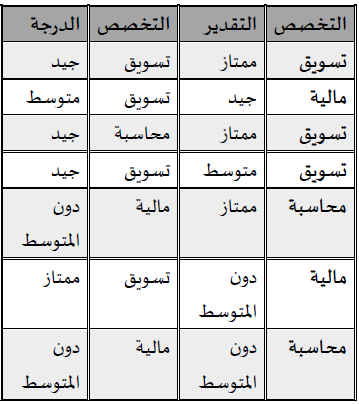 التخصص التقدير التخصص الدرجة
تسويق ممتاز تسويق جيد
مالية جيد تسويق متوسط
تسويق ممتاز محاسبة جيد
تسويق متوسط تسويق جيد
محاسبة ممتاز مالية دون المتوسط
مالية دون المتوسط تسويق ممتاز
محاسبة دون المتوسط مالية دون المتوسط